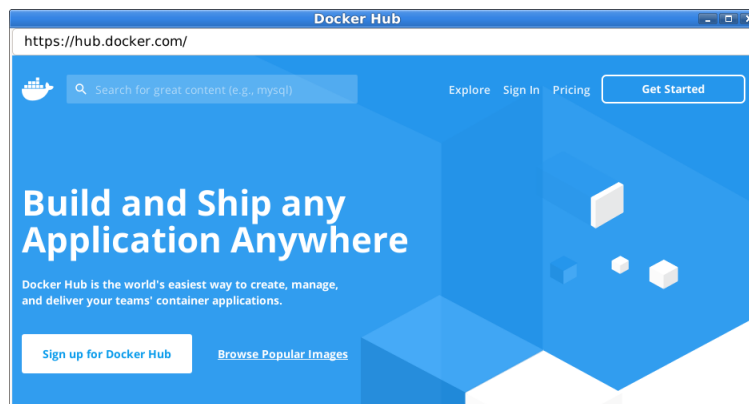 Docker Hub
https://hub.docker.com/
Search for great content (e.g., mysql)
Explore Sign In Pricing Get Started
Build and Ship any
Application Anywhere
Docker Hub is the world's easiest way to create, manage,
and deliver your teams' container applications.
Sign up for Docker Hub Browse Popular Images